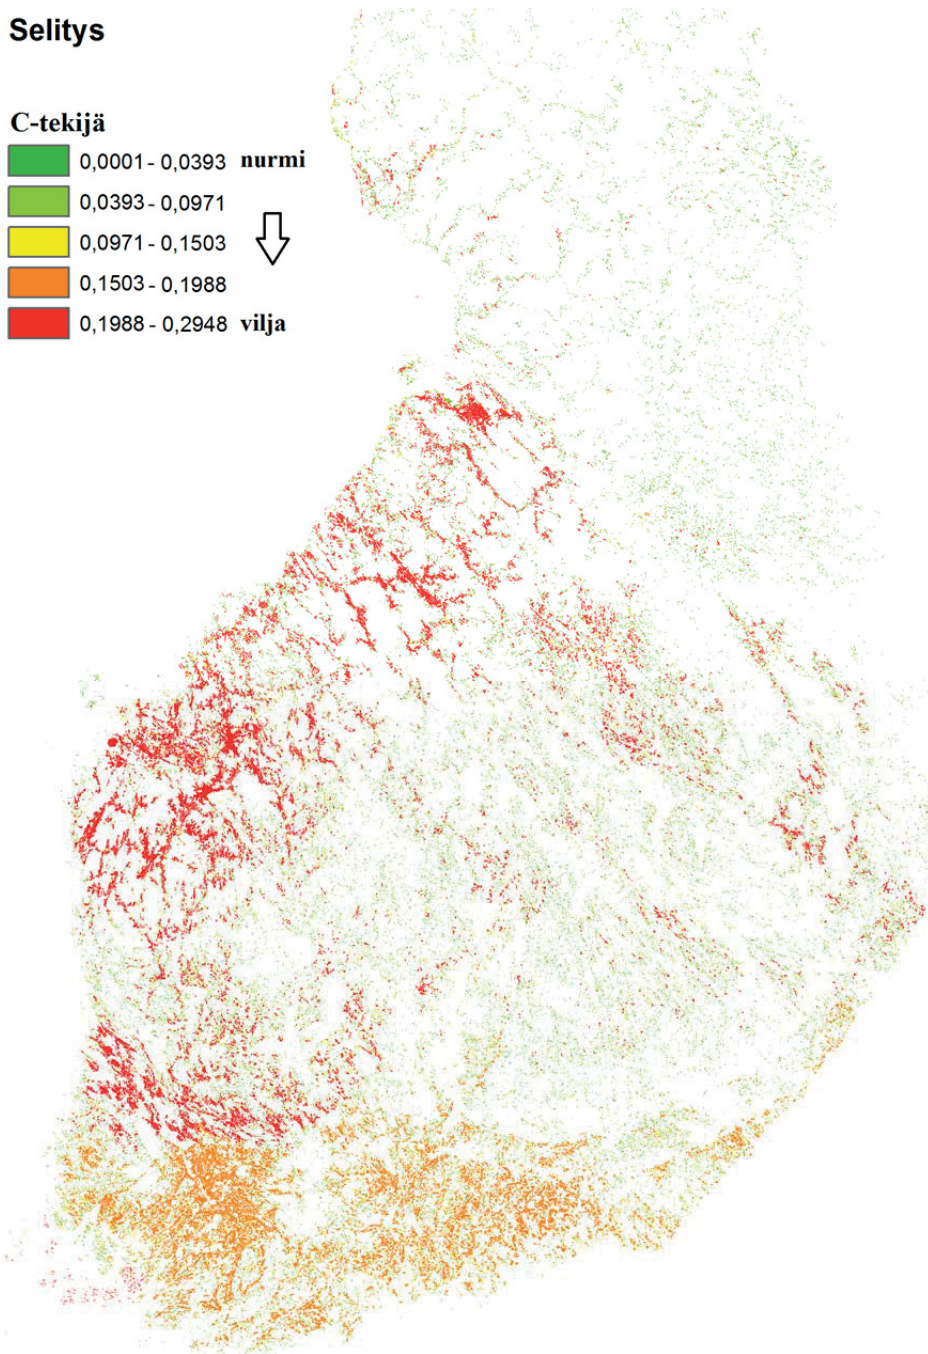 Selitys
C-tekijä
0,0001 - 0,0393 nurmi
0,0393 - 0,0971
0,0971 - 0,1503
0,1503 - 0,1988
0,1988 - 0,2948 vilja